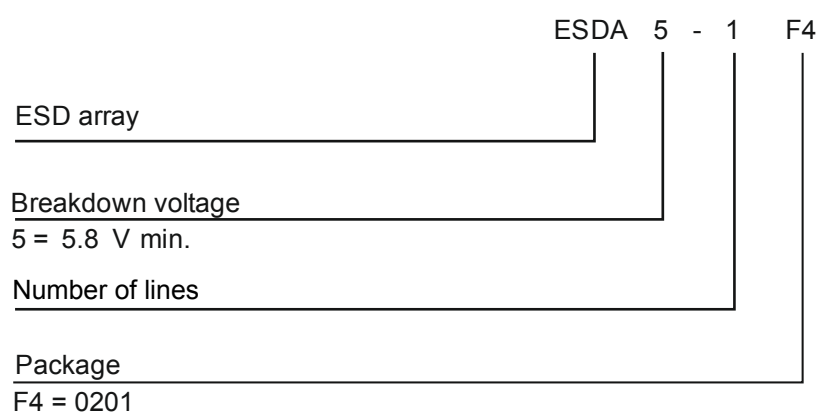 ESDA 5 - 1 F4
ESD array
Breakdown voltage
5 = 5.8 V min.
Number of lines
Package
F4 = 0201